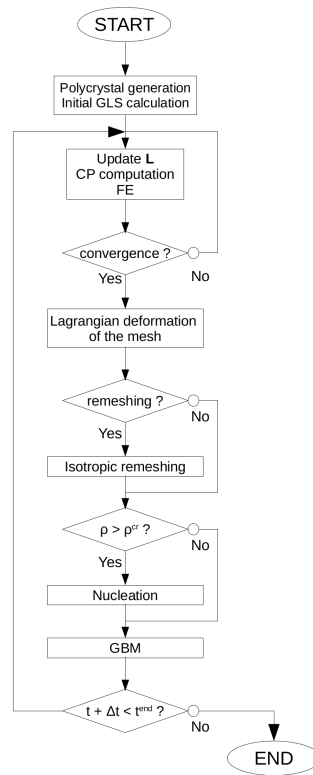 START
Polycrystal generation
Initial GLS calculation
Update L
CP computation
FE
convergence ?
No
Yes
Lagrangian deformation
of the mesh
remeshing ?
No
Yes
Isotropic remeshing
ρ > ρᶜʳ ?
No
Yes
Nucleation
GBM
t + Δt < tᵉⁿᵈ ?
No
END